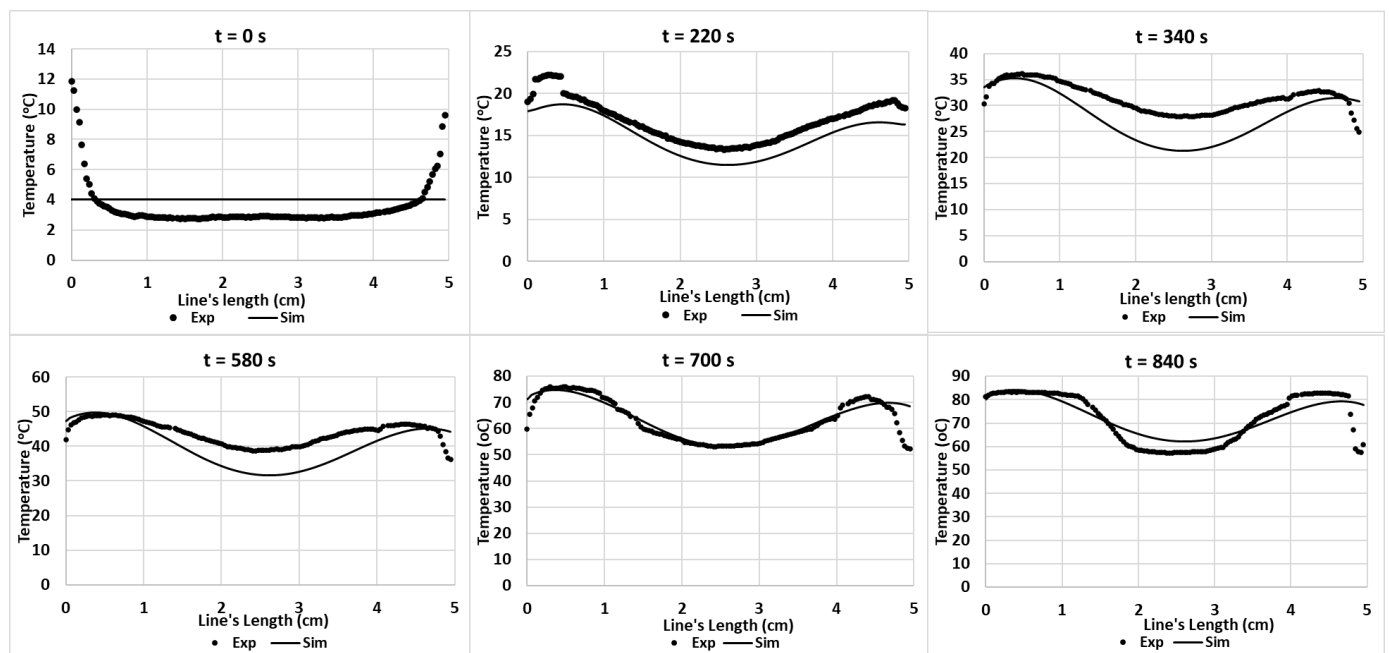 t = 0 s
Temperature (°C)
14
12
10
8
6
4
2
0
0 1 2 3 4 5
Line's length (cm)
Exp Sim
t = 220 s
Temperature (°C)
25
20
15
10
5
0
0 1 2 3 4 5
Line's Length (cm)
Exp Sim
t = 340 s
Temperature (°C)
40
35
30
25
20
15
10
5
0
0 1 2 3 4 5
Line's Length (cm)
Exp Sim
t = 580 s
Temperature (°C)
60
50
40
30
20
10
0
0 1 2 3 4 5
Line's Length (cm)
Exp Sim
t = 700 s
Temperature (oC)
80
70
60
50
40
30
20
10
0
0 1 2 3 4 5
Line's Length (cm)
Exp Sim
t = 840 s
Temperature (oC)
90
80
70
60
50
40
30
20
10
0
0 1 2 3 4 5
Line's Length (cm)
Exp Sim